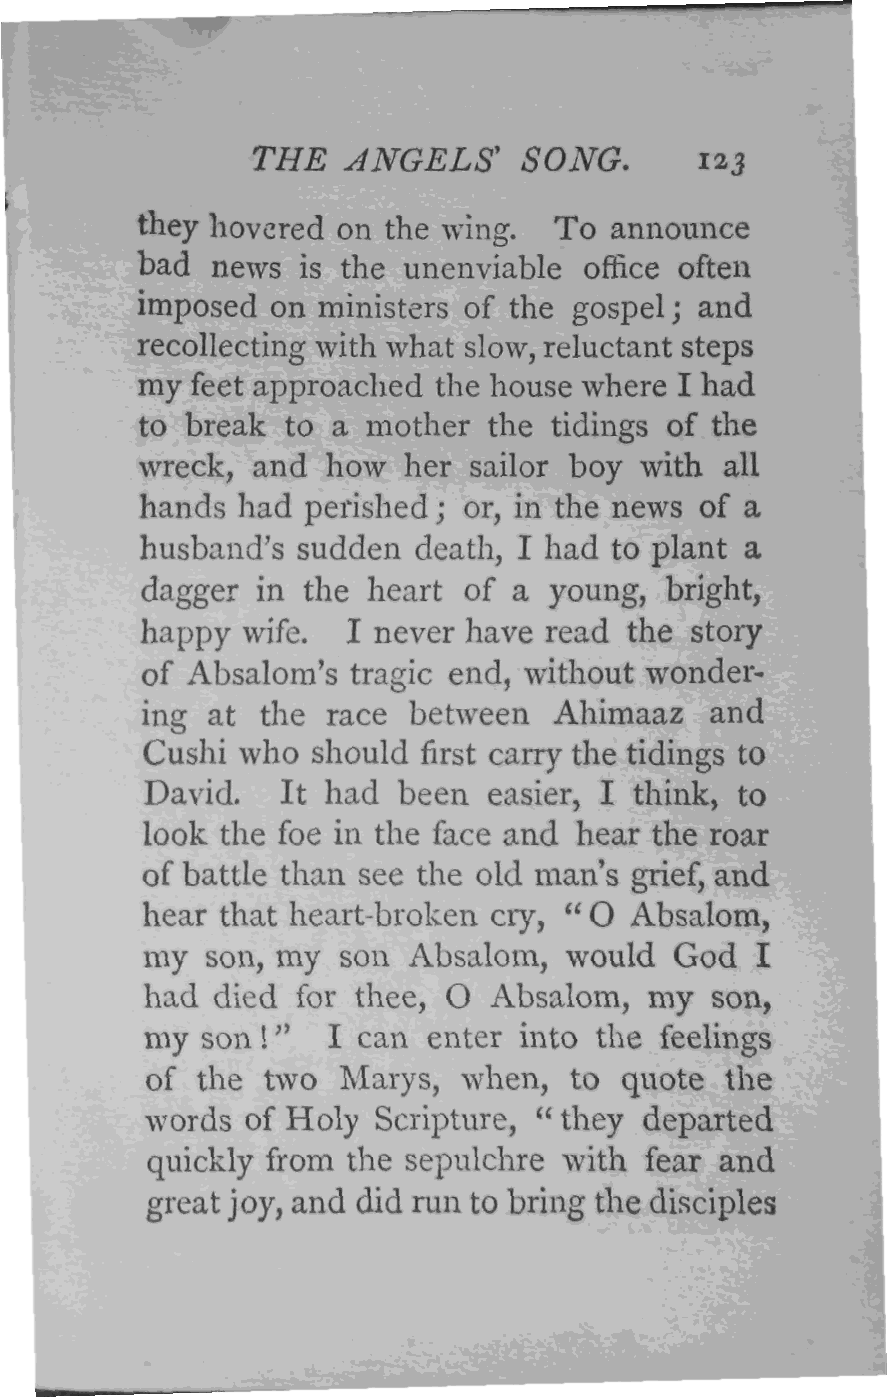 THE ANGELS' SONG. 123
they hovered on the wing. To announce
bad news is the unenviable office often
imposed on ministers of the gospel; and
recollecting with what slow, reluctant steps
my feet approached the house where I had
to break to a mother the tidings of the
wreck, and how her sailor boy with all
hands had perished; or, in the news of a
husband's sudden death, I had to plant a
dagger in the heart of a young, bright,
happy wife. I never have read the story
of Absalom's tragic end, without wonder-
ing at the race between Ahimaaz and
Cushi who should first carry the tidings to
David. It had been easier, I think, to
look the foe in the face and hear the roar
of battle than see the old man's grief, and
hear that heart-broken cry, "O Absalom,
my son, my son Absalom, would God I
had died for thee, O Absalom, my son,
my son!" I can enter into the feelings
of the two Marys, when, to quote the
words of Holy Scripture, "they departed
quickly from the sepulchre with fear and
great joy, and did run to bring the disciples